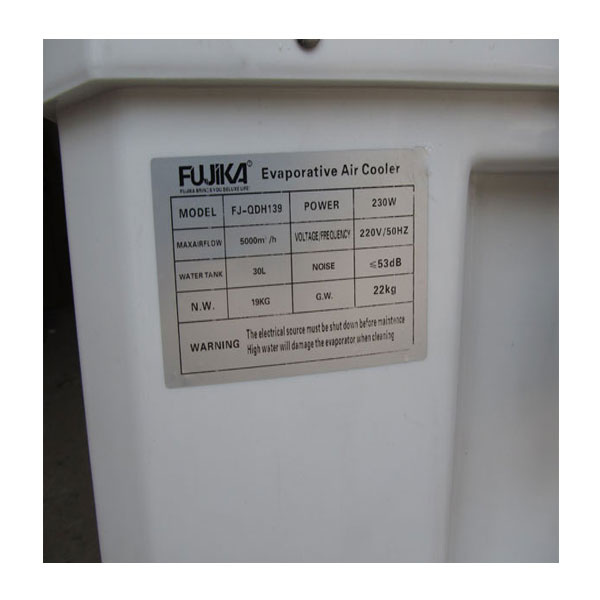 FUJIKA Evaporative Air Cooler
MODEL FJ-QDH139 POWER 230W
MAXAIRFLOW 5000m³/h VOLTAGE/FREQUENCY 220V/50HZ
WATER TANK 30L NOISE ≤53dB
N.W. 19KG G.W. 22kg
WARNING The electrical source must be shut down before maintence
High water will damage the evaporator when cleaning